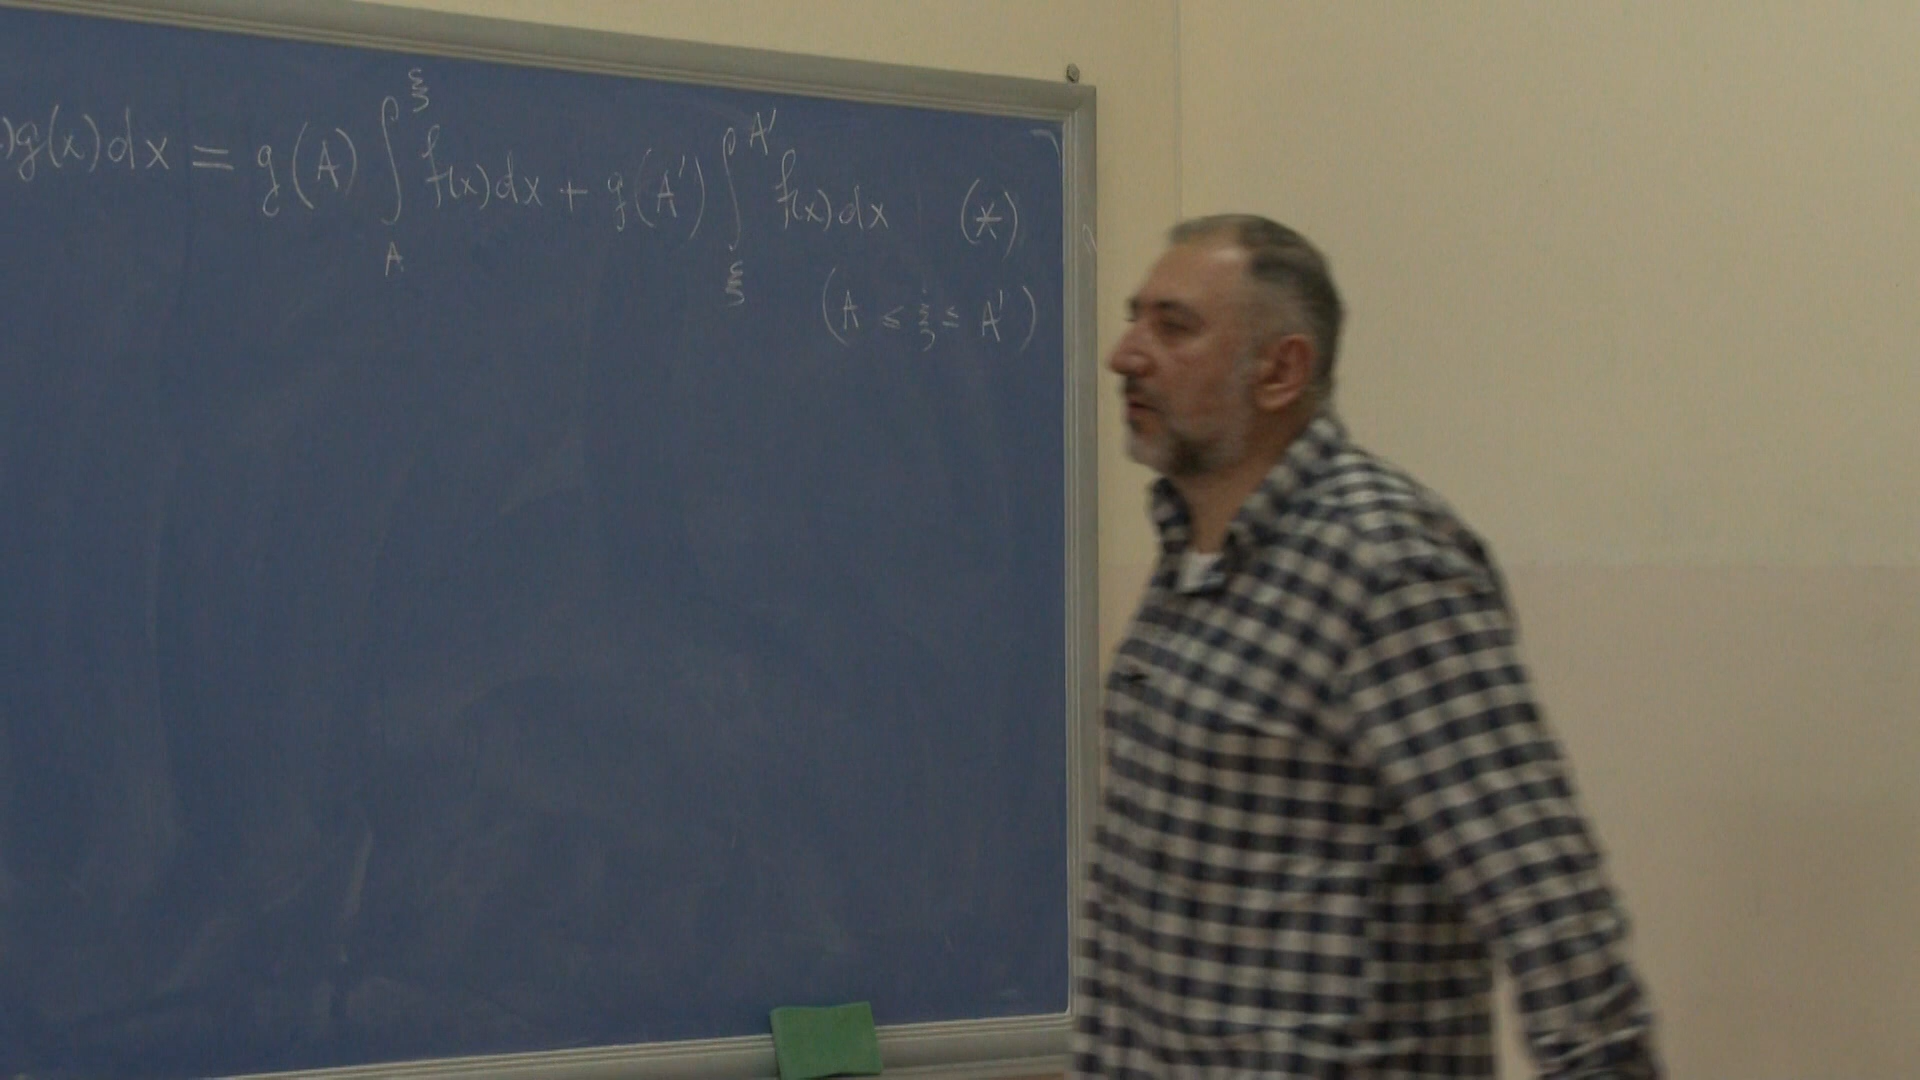 )g(x)dx = g(A) ∫_A^ξ f(x)dx + g(A') ∫_ξ^A' f(x)dx (*)
(A ≤ ξ ≤ A')